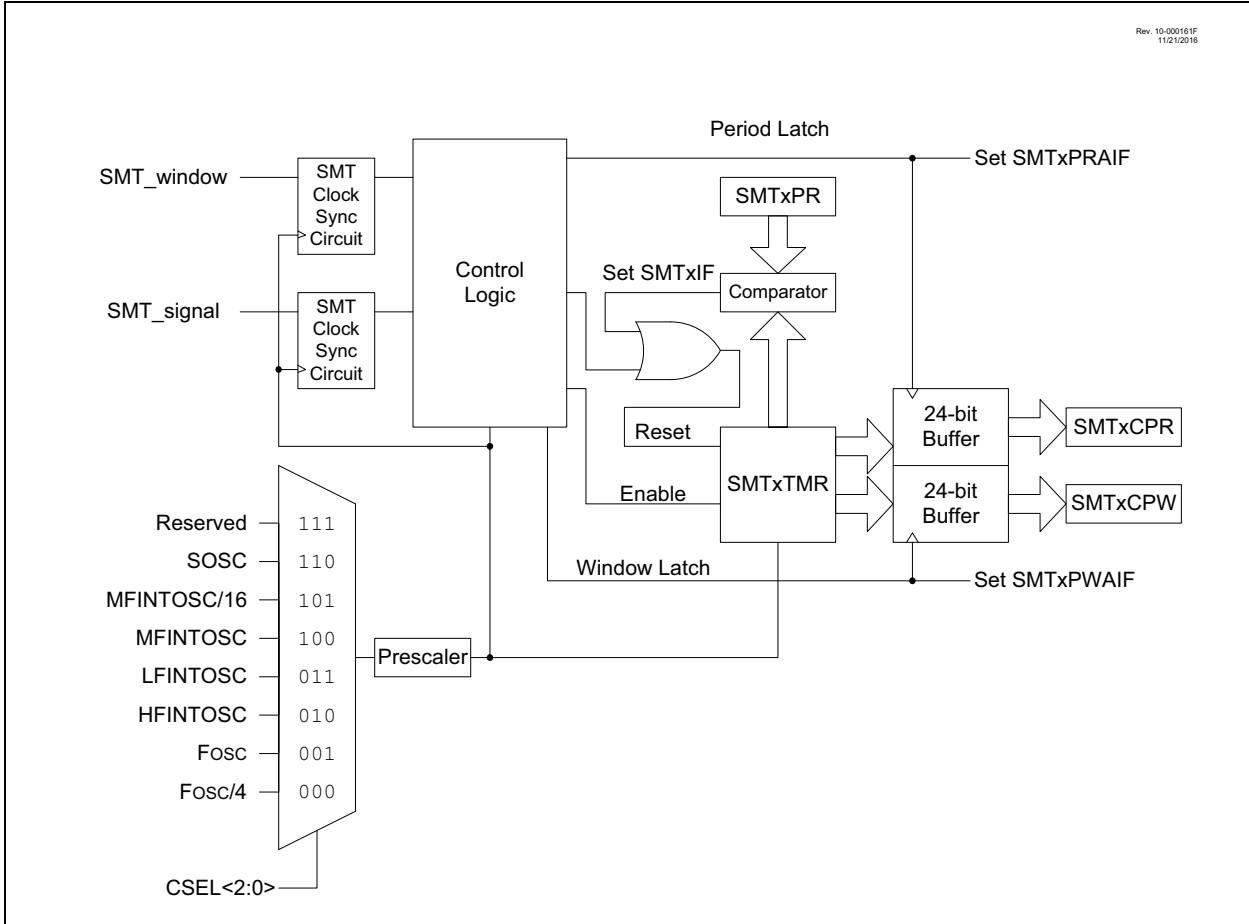 Rev. 10-000161F
11/21/2016
Period Latch
SMT_window
SMT
Clock
Sync
Circuit
Set SMTxPRAIF
SMTxPR
Control
Logic
Set SMTxIF
Comparator
SMT_signal
SMT
Clock
Sync
Circuit
Reset
24-bit
Buffer
SMTxCPR
SMTxTMR
Enable
24-bit
Buffer
SMTxCPW
Window Latch
Set SMTxPWAIF
Reserved 111
SOSC 110
MFINTOSC/16 101
MFINTOSC 100
LFINTOSC 011
HFINTOSC 010
Fosc 001
Fosc/4 000
Prescaler
CSEL<2:0>